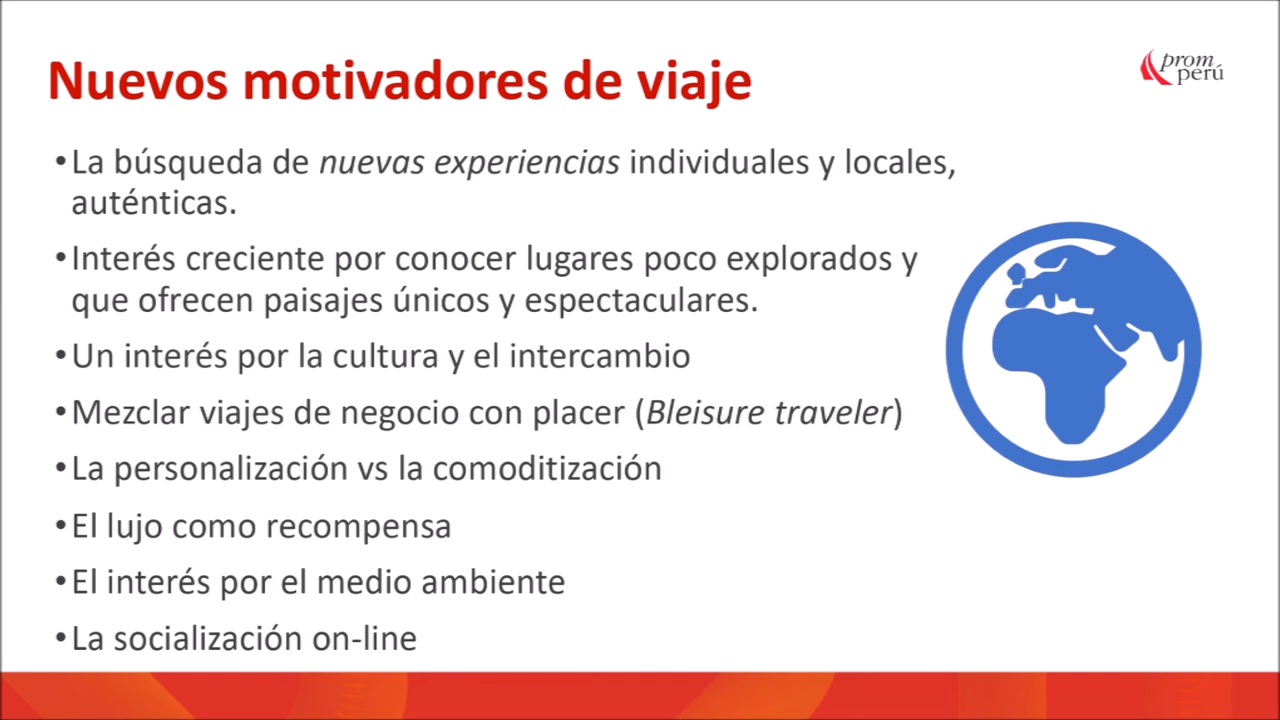 Nuevos motivadores de viaje
prom
perú
•La búsqueda de nuevas experiencias individuales y locales,
auténticas.
•Interés creciente por conocer lugares poco explorados y
que ofrecen paisajes únicos y espectaculares.
•Un interés por la cultura y el intercambio
•Mezclar viajes de negocio con placer (Bleisure traveler)
•La personalización vs la comoditización
•El lujo como recompensa
•El interés por el medio ambiente
•La socialización on-line